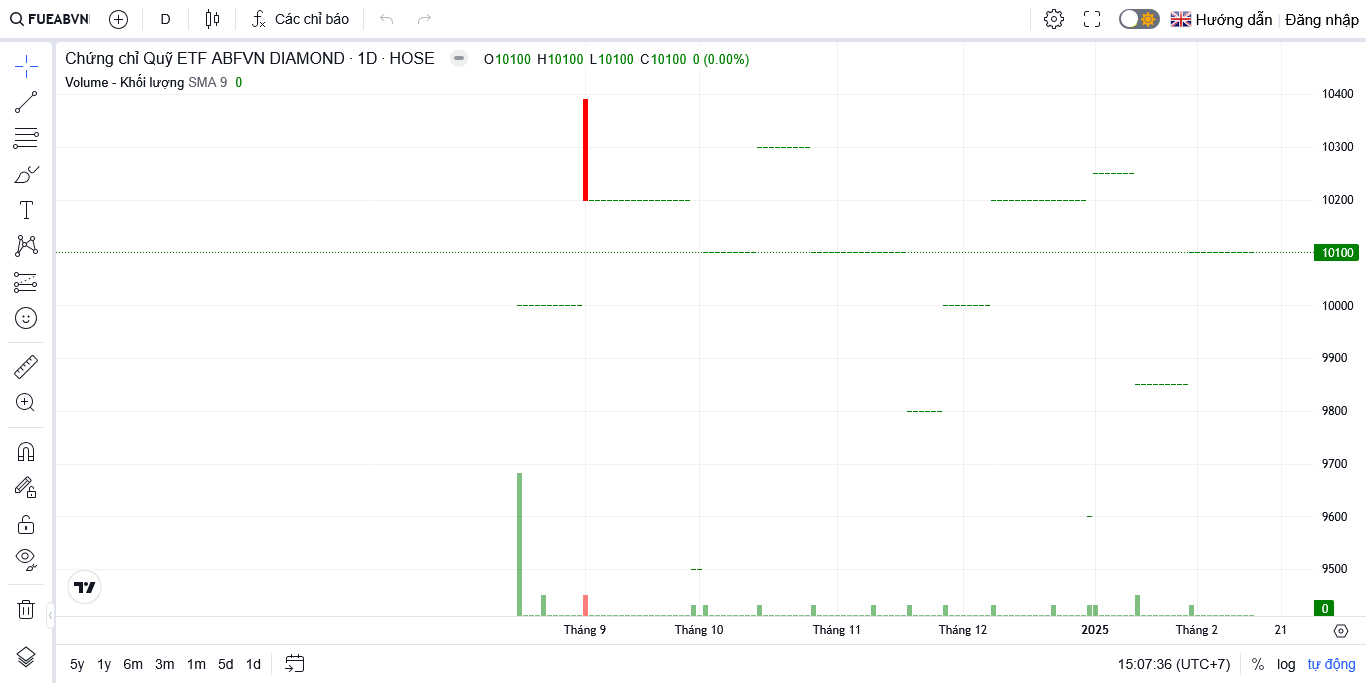 FUEABVN D Các chỉ báo Hướng dẫn Đăng nhập
Chứng chỉ Quỹ ETF ABFVN DIAMOND · 1D · HOSE O10100 H10100 L10100 C10100 0 (0.00%)
Volume - Khối lượng SMA 9 0
10400
10300
10200
10100
10000
9900
9800
9700
9600
9500
0
Tháng 9 Tháng 10 Tháng 11 Tháng 12 2025 Tháng 2 21
5y 1y 6m 3m 1m 5d 1d 15:07:36 (UTC+7) % log tự động